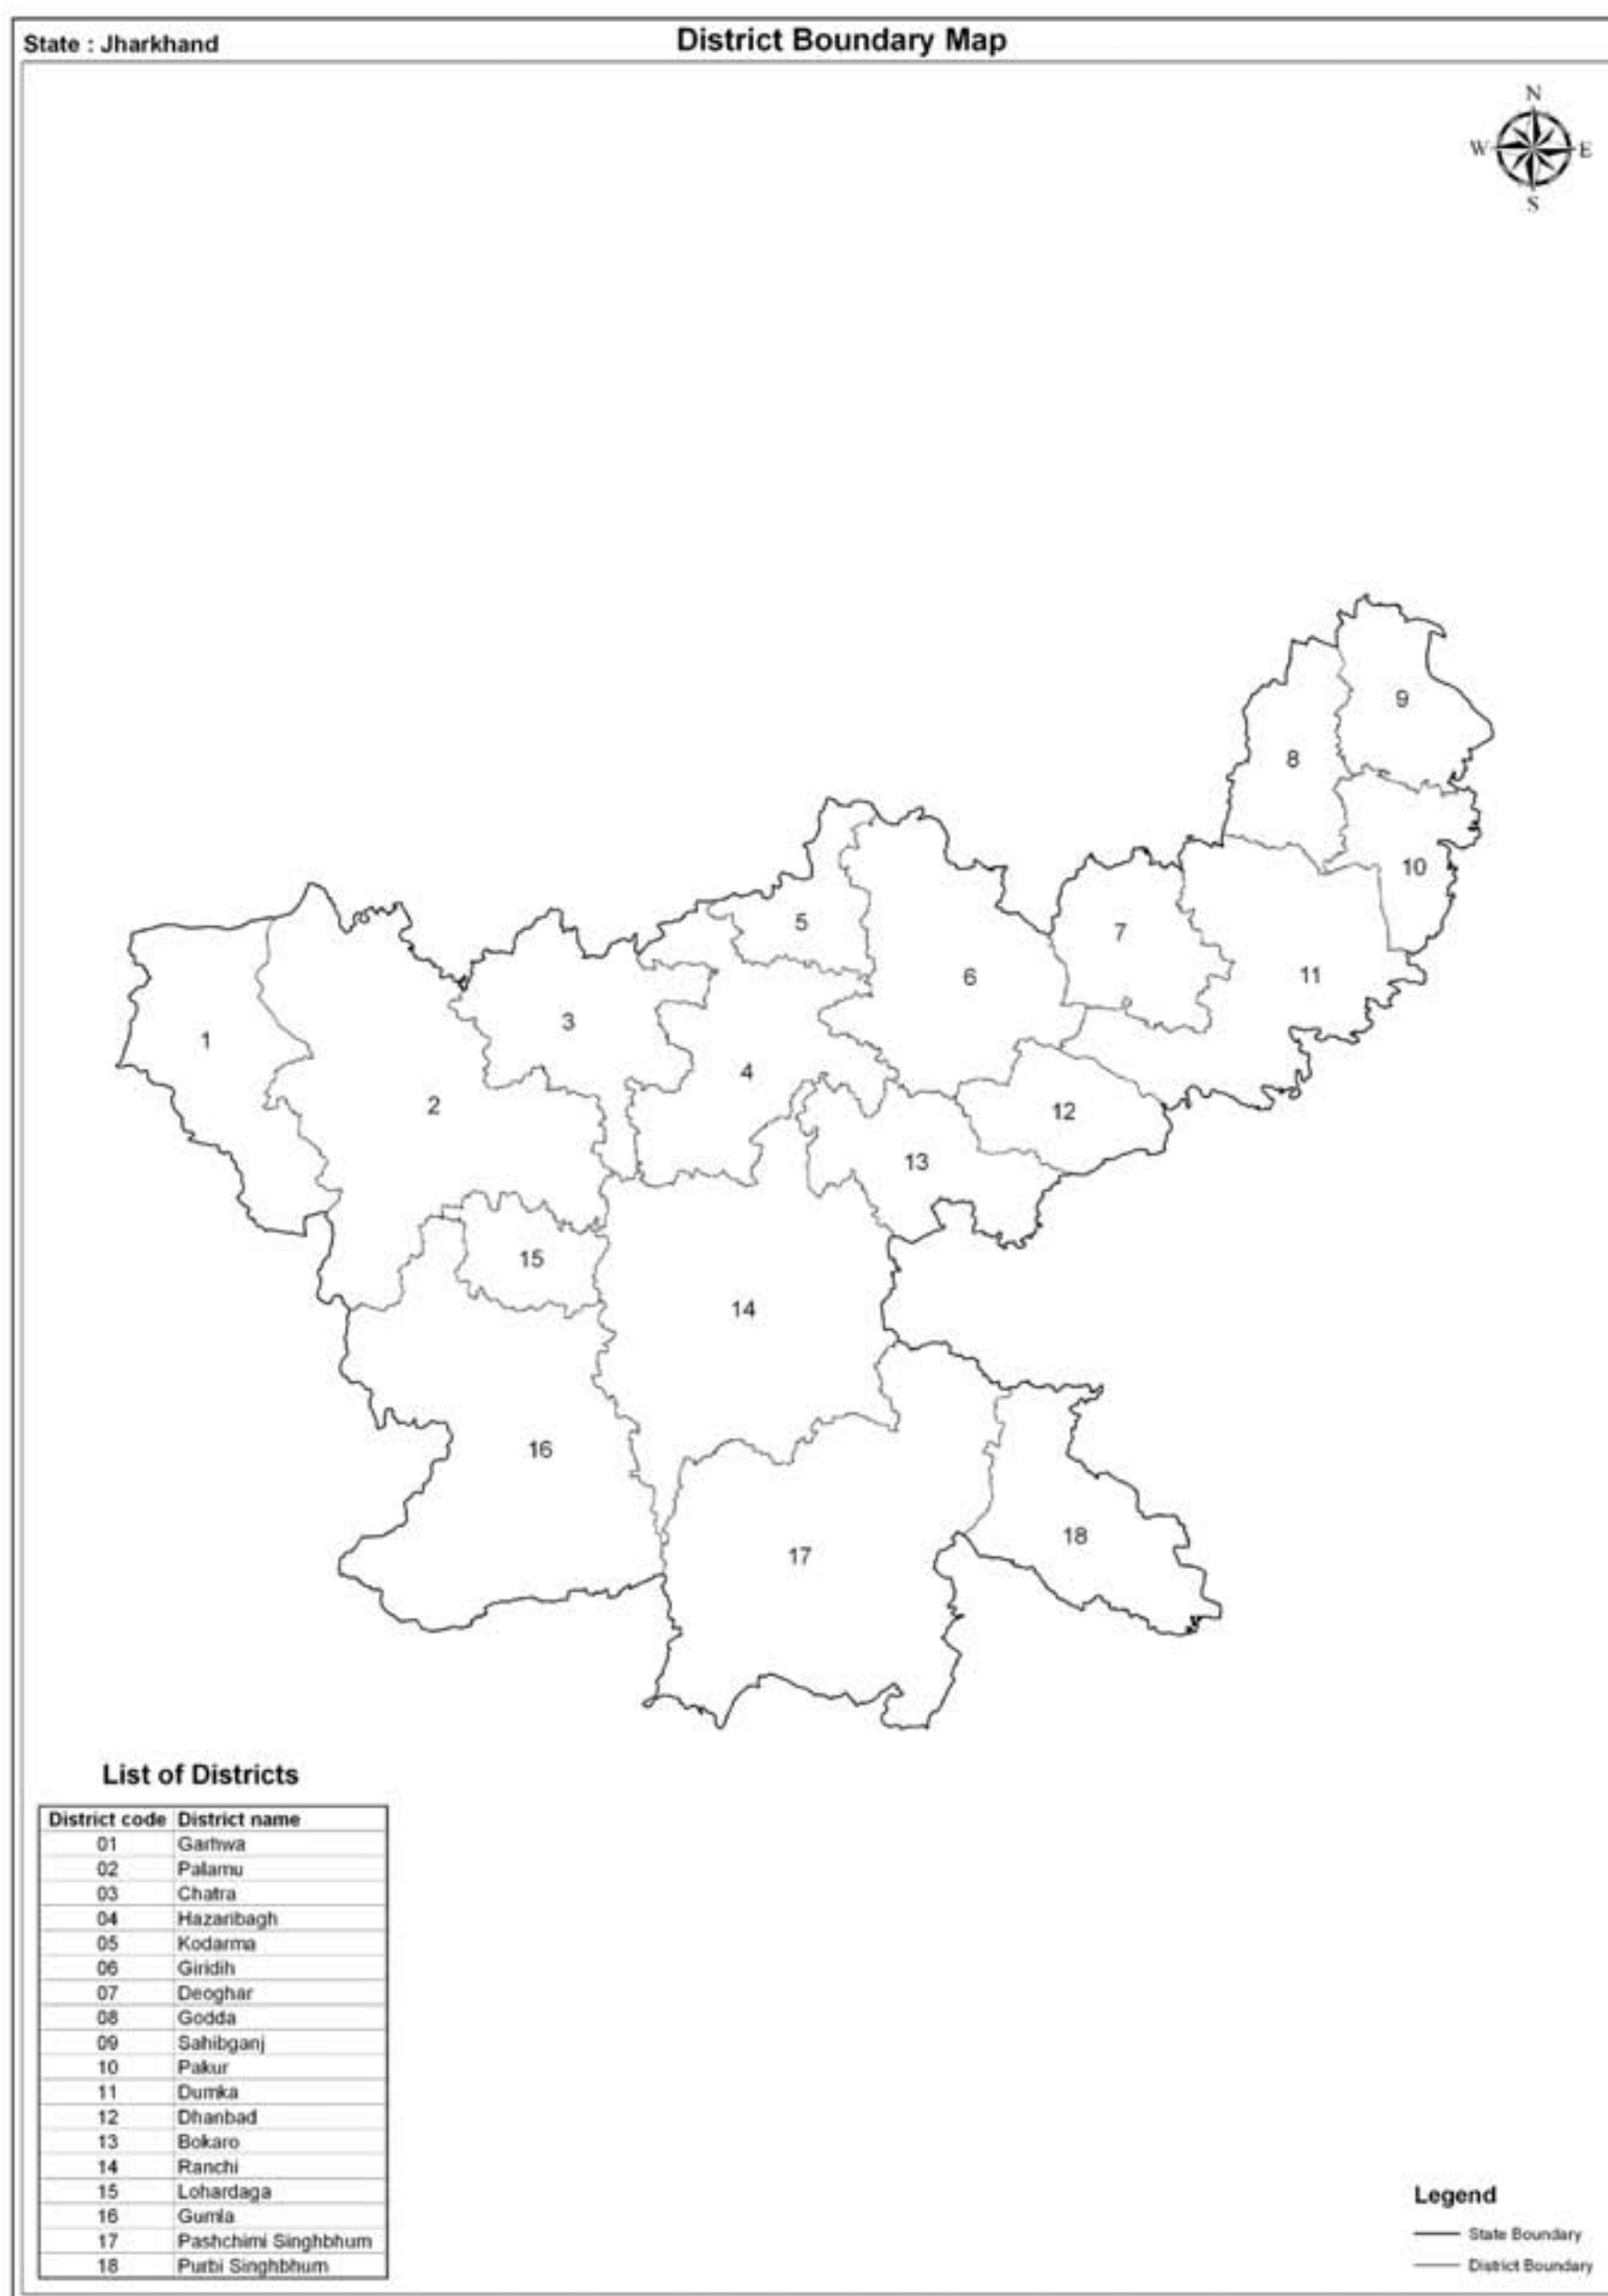 State : Jharkhand
District Boundary Map
N
W E
S
9
8
10
5
7
6
11
3
1
4
2
12
13
15
14
16
18
17
List of Districts
District code District name
01 Garhwa
02 Palamu
03 Chatra
04 Hazaribagh
05 Kodarma
06 Giridih
07 Deoghar
08 Godda
09 Sahibganj
10 Pakur
11 Dumka
12 Dhanbad
13 Bokaro
14 Ranchi
15 Lohardaga
16 Gumla
17 Pashchimi Singhbhum
18 Purbi Singhbhum
Legend
State Boundary
District Boundary